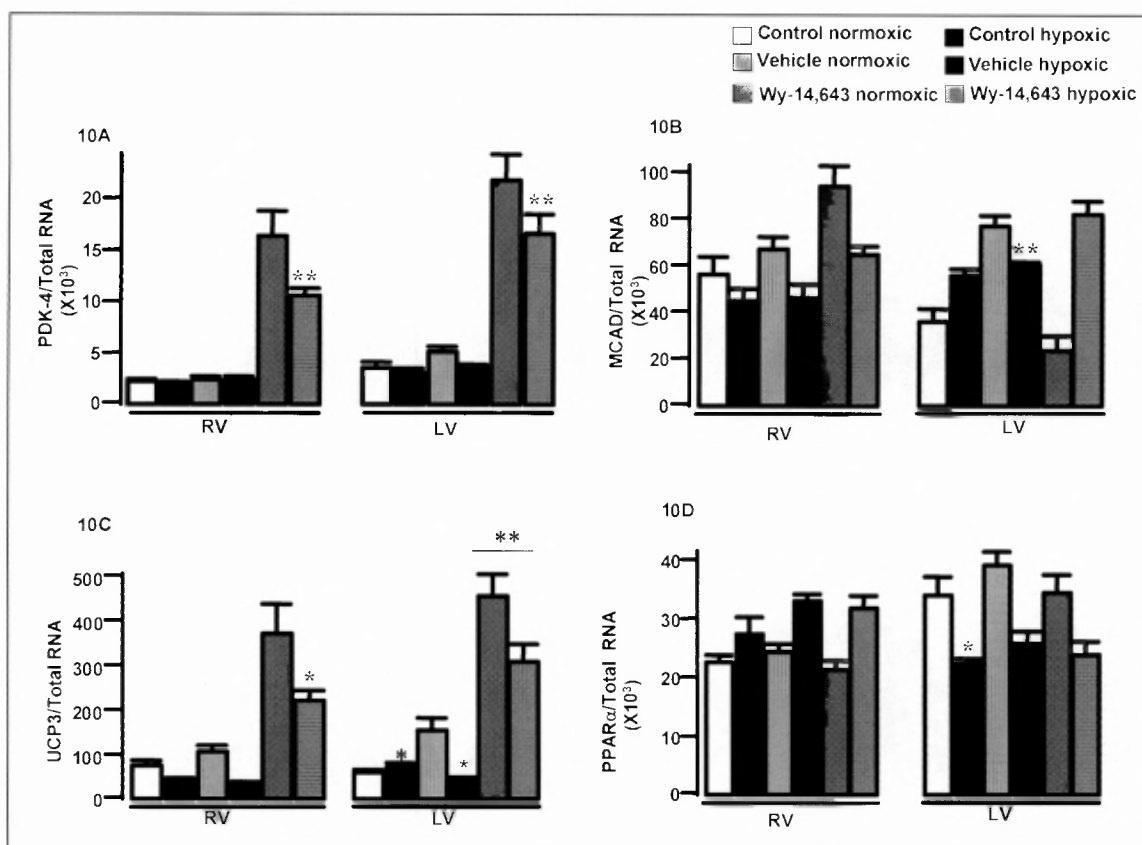 Control normoxic Control hypoxic
Vehicle normoxic Vehicle hypoxic
Wy-14,643 normoxic Wy-14,643 hypoxic
10A
PDK-4/Total RNA
(X10³)
20
15
10
5
0
**
**
RV LV
10B
MCAD/Total RNA
(X10³)
100
80
60
40
20
0
**
RV LV
10C
UCP3/Total RNA
500
400
300
200
100
0
*
*
*
**
RV LV
10D
PPARα/Total RNA
(X10³)
40
30
20
10
0
*
RV LV